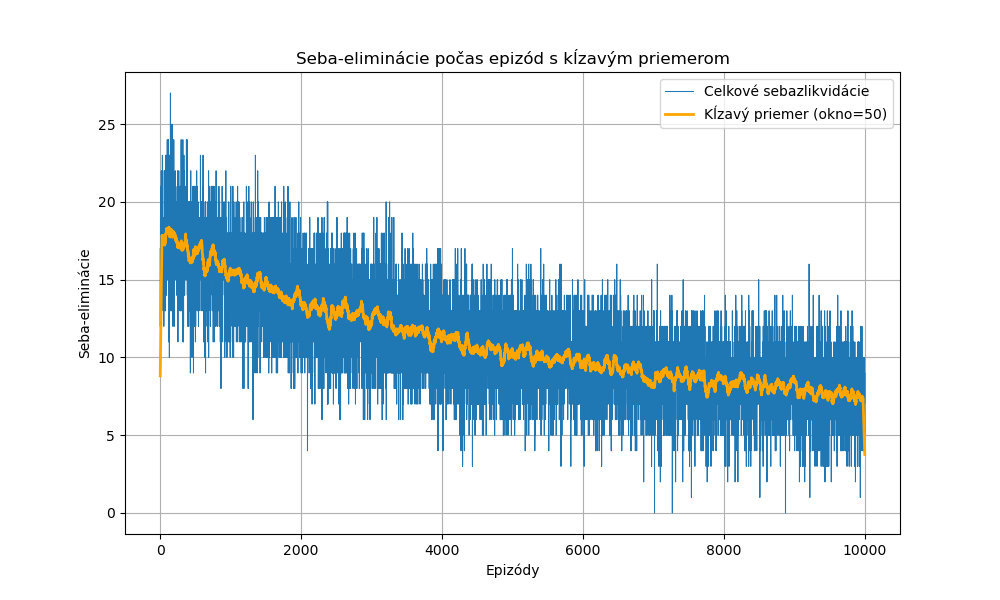 Seba-eliminácie počas epizód s kĺzavým priemerom
Celkové sebazlikvidácie
Kĺzavý priemer (okno=50)
Seba-eliminácie
25
20
15
10
5
0
0 2000 4000 6000 8000 10000
Epizódy